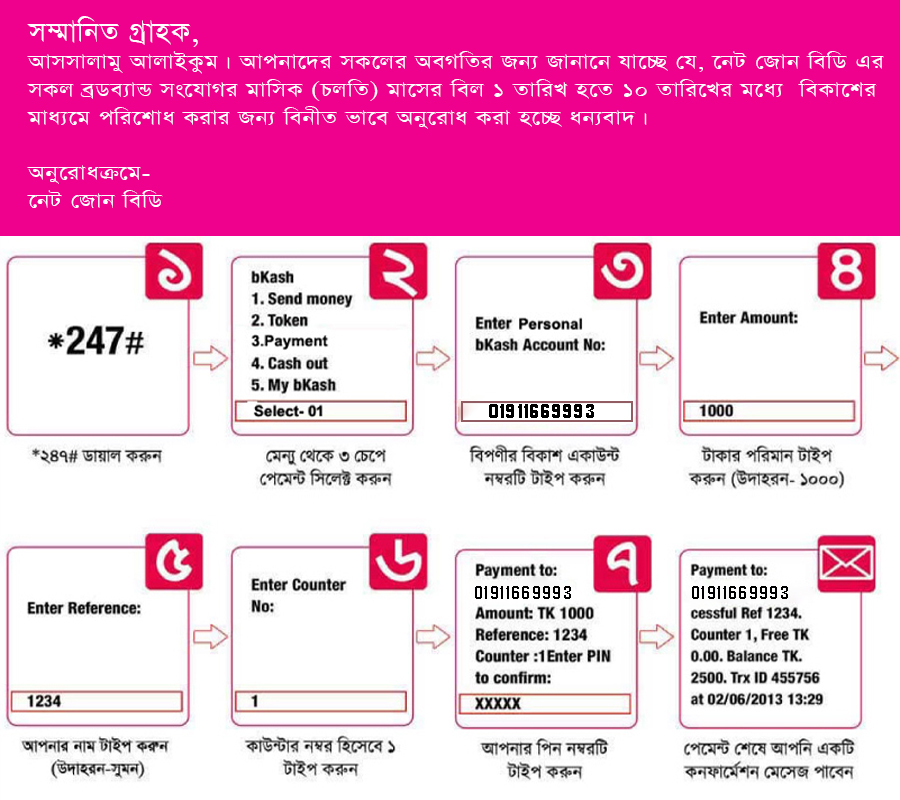 সম্মানিত গ্রাহক,
আসসালামু আলাইকুম। আপনাদের সকলের অবগতির জন্য জানানে যাচ্ছে যে, নেট জোন বিডি এর
সকল ব্রডব্যান্ড সংযোগর মাসিক (চলতি) মাসের বিল ১ তারিখ হতে ১০ তারিখের মধ্যে বিকাশের
মাধ্যমে পরিশোধ করার জন্য বিনীত ভাবে অনুরোধ করা হচ্ছে ধন্যবাদ।
অনুরোধক্রমে-
নেট জোন বিডি
১
*247#
*২৪৭# ডায়াল করুন
২
bKash
1. Send money
2. Token
3.Payment
4. Cash out
5. My bKash
Select- 01
মেন্যু থেকে ৩ চেপে
পেমেন্ট সিলেক্ট করুন
৩
Enter Personal
bKash Account No:
01911669993
বিপণীর বিকাশ একাউন্ট
নম্বরটি টাইপ করুন
৪
Enter Amount:
1000
টাকার পরিমান টাইপ
করুন (উদাহরন- ১০০০)
৫
Enter Reference:
1234
আপনার নাম টাইপ করুন
(উদাহরন-সুমন)
৬
Enter Counter
No:
1
কাউন্টার নম্বর হিসেবে ১
টাইপ করুন
৭
Payment to:
01911669993
Amount: TK 1000
Reference: 1234
Counter :1Enter PIN
to confirm:
XXXXX
আপনার পিন নম্বরটি
টাইপ করুন
Payment to:
01911669993
cessful Ref 1234.
Counter 1, Free TK
0.00. Balance TK.
2500. Trx ID 455756
at 02/06/2013 13:29
পেমেন্ট শেষে আপনি একটি
কনফার্মেশন মেসেজ পাবেন